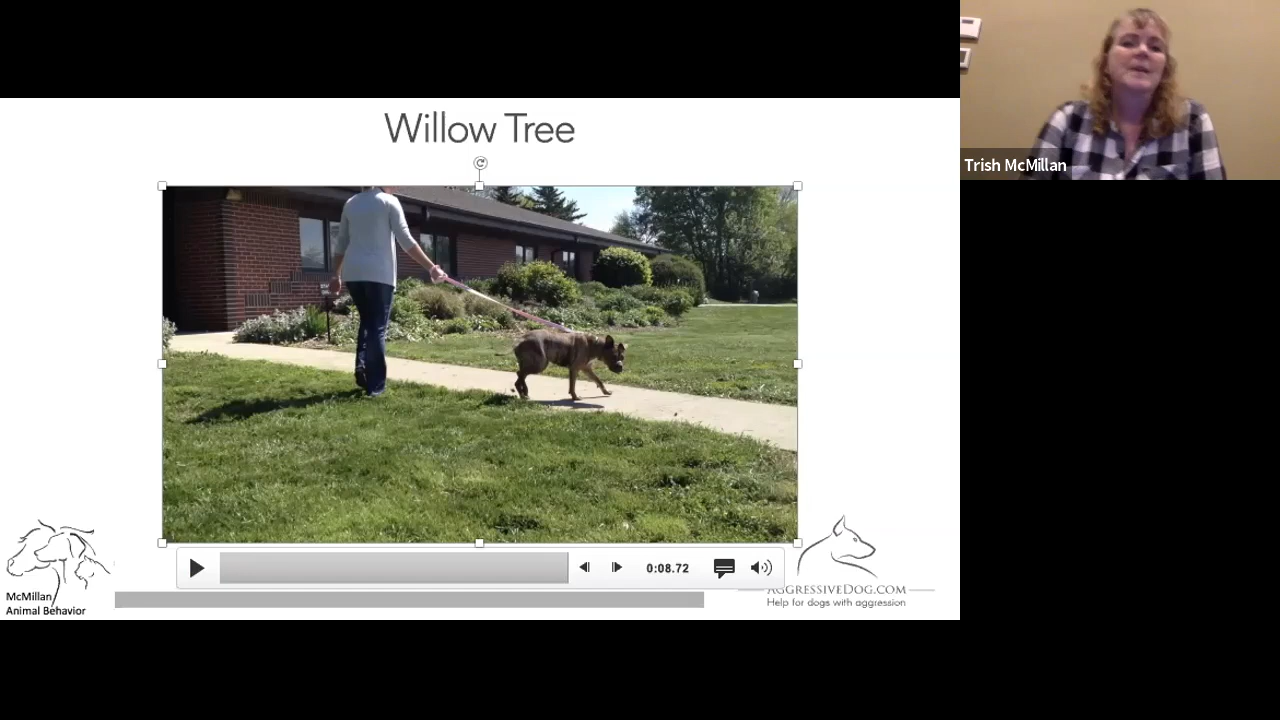 Willow Tree
Trish McMillan
0:08.72
McMillan
Animal Behavior
AGGRESSIVEDOG.COM
Help for dogs with aggression